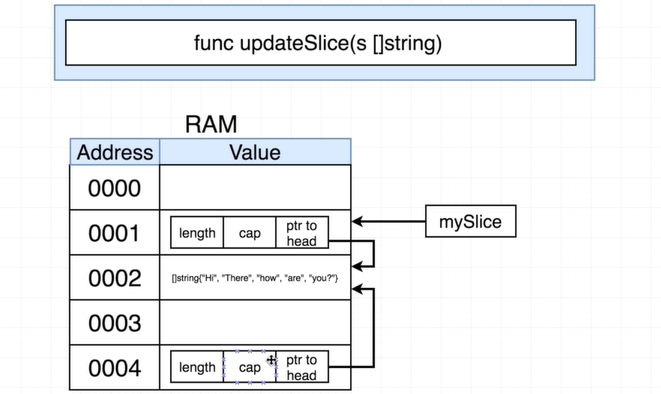 func updateSlice(s []string)
RAM
Address Value
0000
0001 length cap ptr to head
mySlice
0002 []string{"Hi", "There", "how", "are", "you?"}
0003
0004 length cap ptr to head